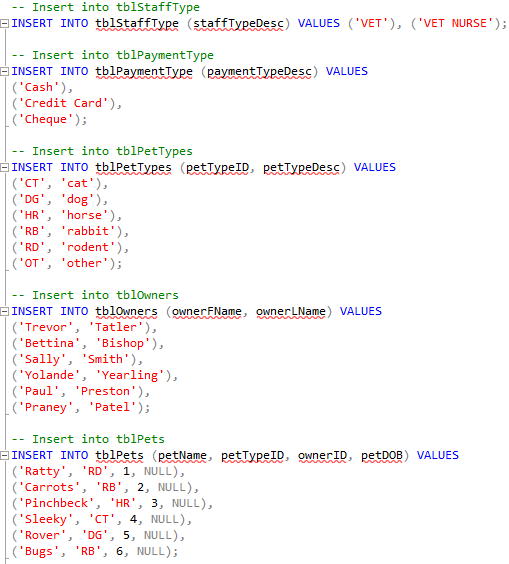 -- Insert into tblStaffType
INSERT INTO tblStaffType (staffTypeDesc) VALUES ('VET'), ('VET NURSE');
-- Insert into tblPaymentType
INSERT INTO tblPaymentType (paymentTypeDesc) VALUES
('Cash'),
('Credit Card'),
('Cheque');
-- Insert into tblPetTypes
INSERT INTO tblPetTypes (petTypeID, petTypeDesc) VALUES
('CT', 'cat'),
('DG', 'dog'),
('HR', 'horse'),
('RB', 'rabbit'),
('RD', 'rodent'),
('OT', 'other');
-- Insert into tblOwners
INSERT INTO tblOwners (ownerFName, ownerLName) VALUES
('Trevor', 'Tatler'),
('Bettina', 'Bishop'),
('Sally', 'Smith'),
('Yolande', 'Yearling'),
('Paul', 'Preston'),
('Praney', 'Patel');
-- Insert into tblPets
INSERT INTO tblPets (petName, petTypeID, ownerID, petDOB) VALUES
('Ratty', 'RD', 1, NULL),
('Carrots', 'RB', 2, NULL),
('Pinchbeck', 'HR', 3, NULL),
('Sleeky', 'CT', 4, NULL),
('Rover', 'DG', 5, NULL),
('Bugs', 'RB', 6, NULL);